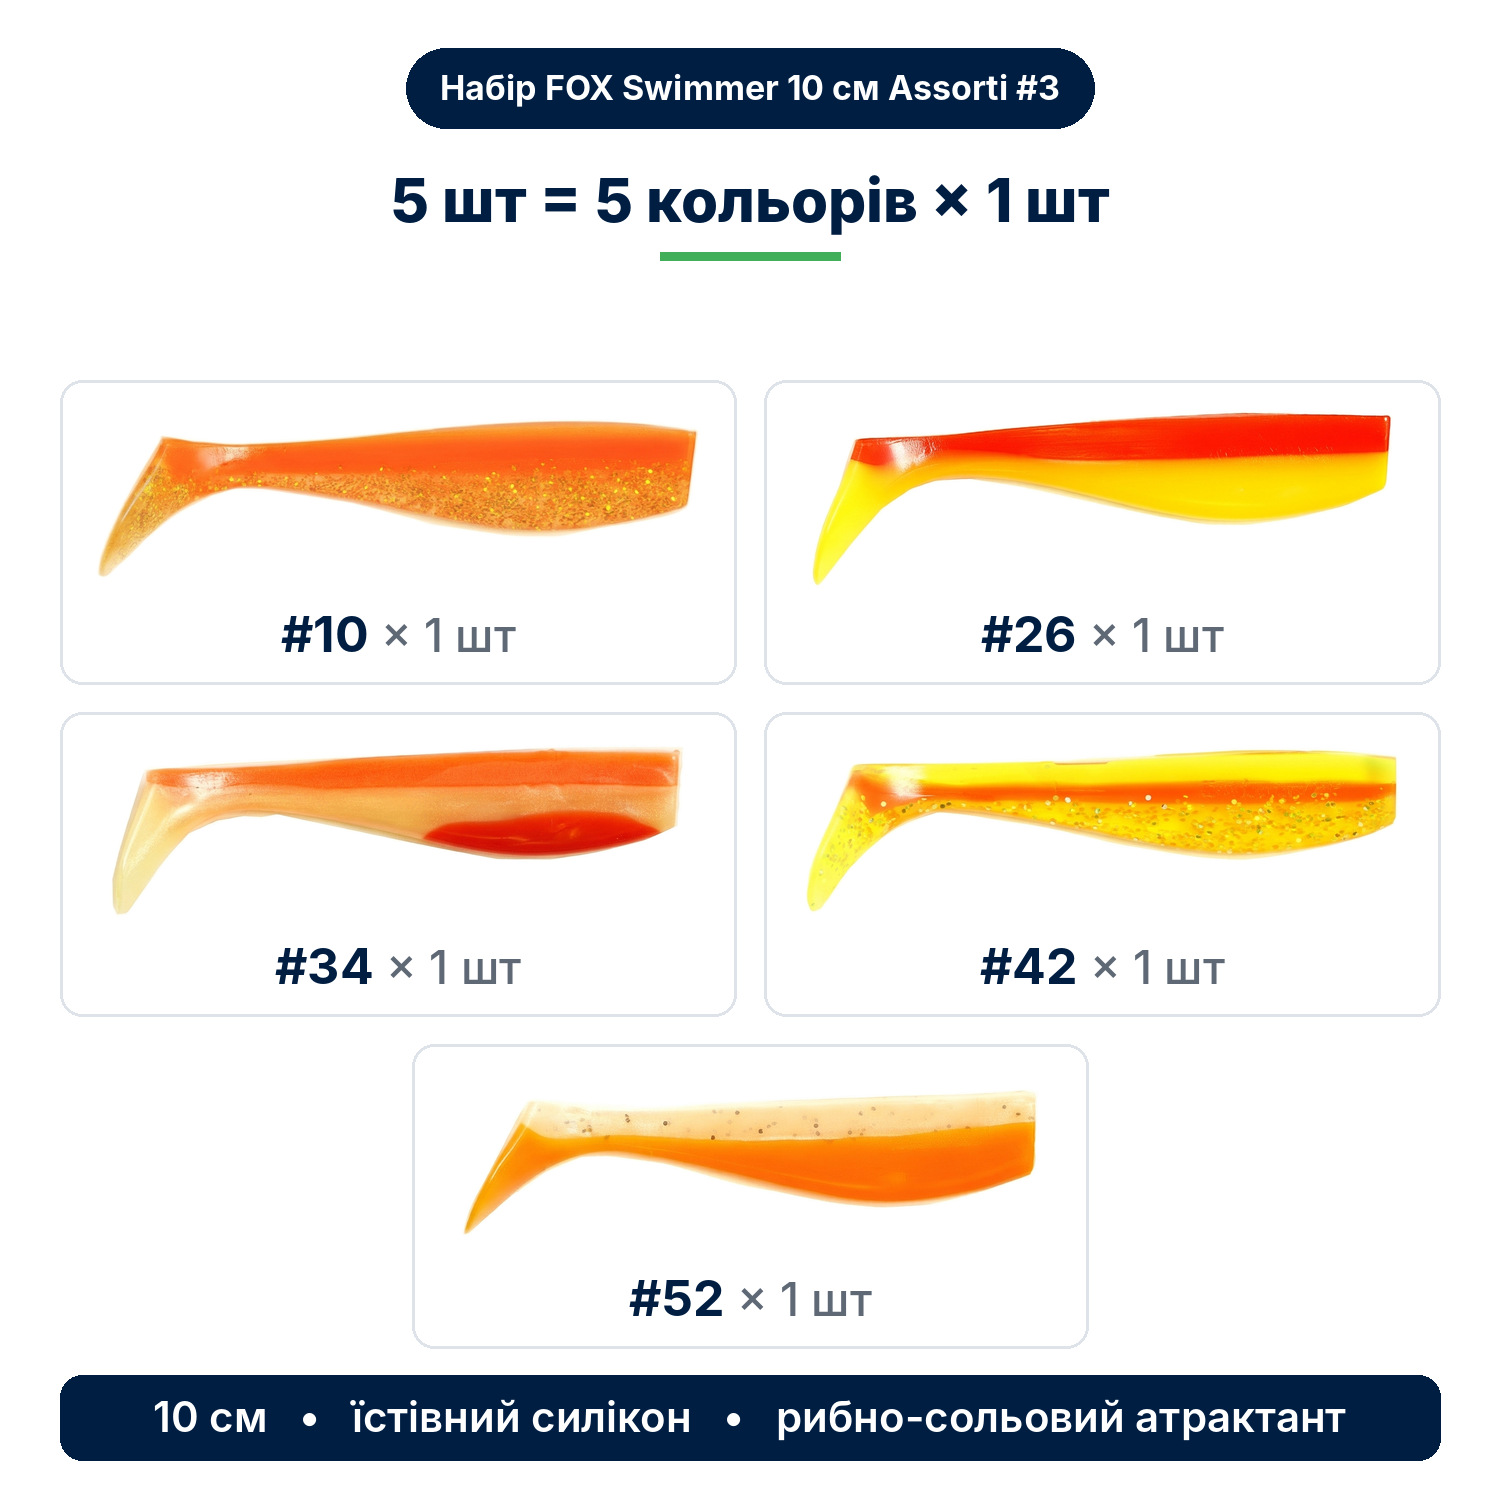 Набір FOX Swimmer 10 см Assorti #3
5 шт = 5 кольорів × 1 шт
#10 × 1 шт
#26 × 1 шт
#34 × 1 шт
#42 × 1 шт
#52 × 1 шт
10 см • їстівний силікон • рибно-сольовий атрактант